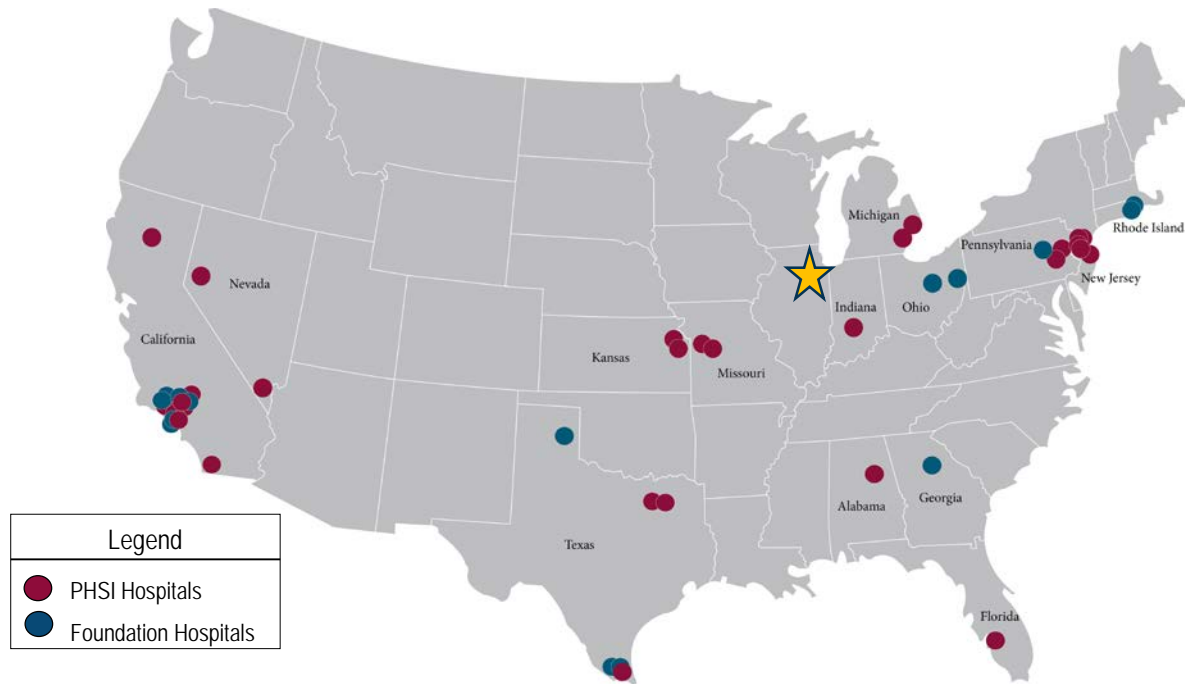 Michigan
Rhode Island
Pennsylvania
New Jersey
Nevada
Indiana
Ohio
California
Kansas
Missouri
Alabama
Georgia
Texas
Florida
Legend
PHSI Hospitals
Foundation Hospitals